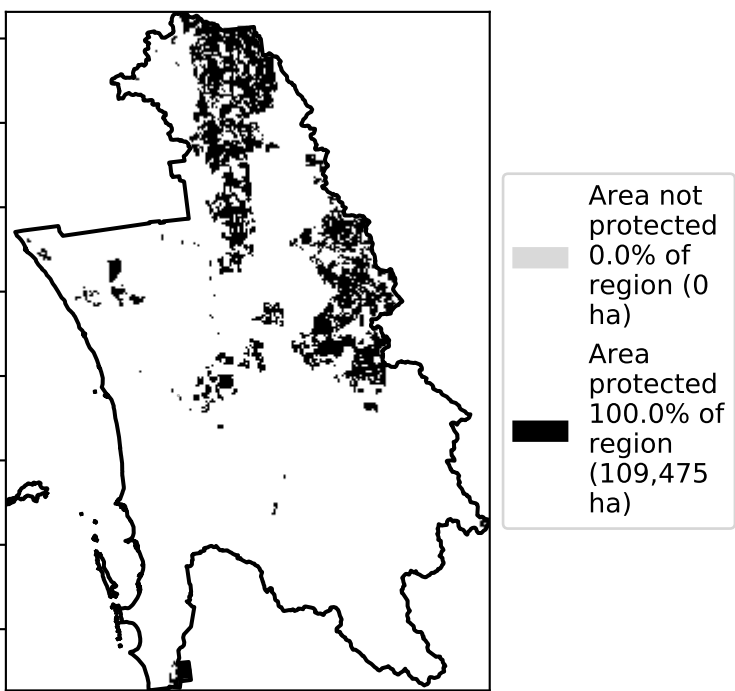 Area not
protected
0.0% of
region (0
ha)
Area
protected
100.0% of
region
(109,475
ha)